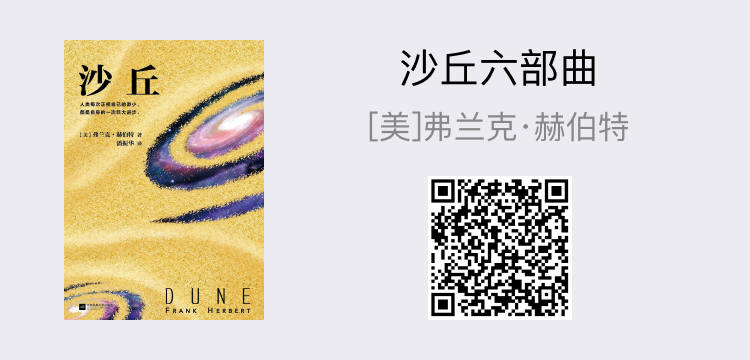 沙丘
人类每次正视自己的渺小，
都是自身的一次巨大进步。
[美] 弗兰克·赫伯特 著
潘振华 译
DUNE
FRANK HERBERT
沙丘六部曲
[美]弗兰克·赫伯特